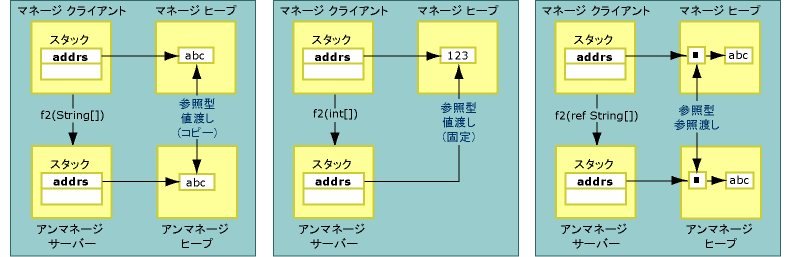 マネージ クライアント
マネージ ヒープ
スタック
addrs
abc
f2(String[])
参照型
値渡し
(コピー)
スタック
addrs
abc
アンマネージ
サーバー
アンマネージ
ヒープ
マネージ クライアント
マネージ ヒープ
スタック
addrs
123
f2(int[])
参照型
値渡し
(固定)
スタック
addrs
アンマネージ
サーバー
マネージ クライアント
マネージ ヒープ
スタック
addrs
abc
f2(ref String[])
参照型
参照渡し
スタック
addrs
abc
アンマネージ
サーバー
アンマネージ
ヒープ